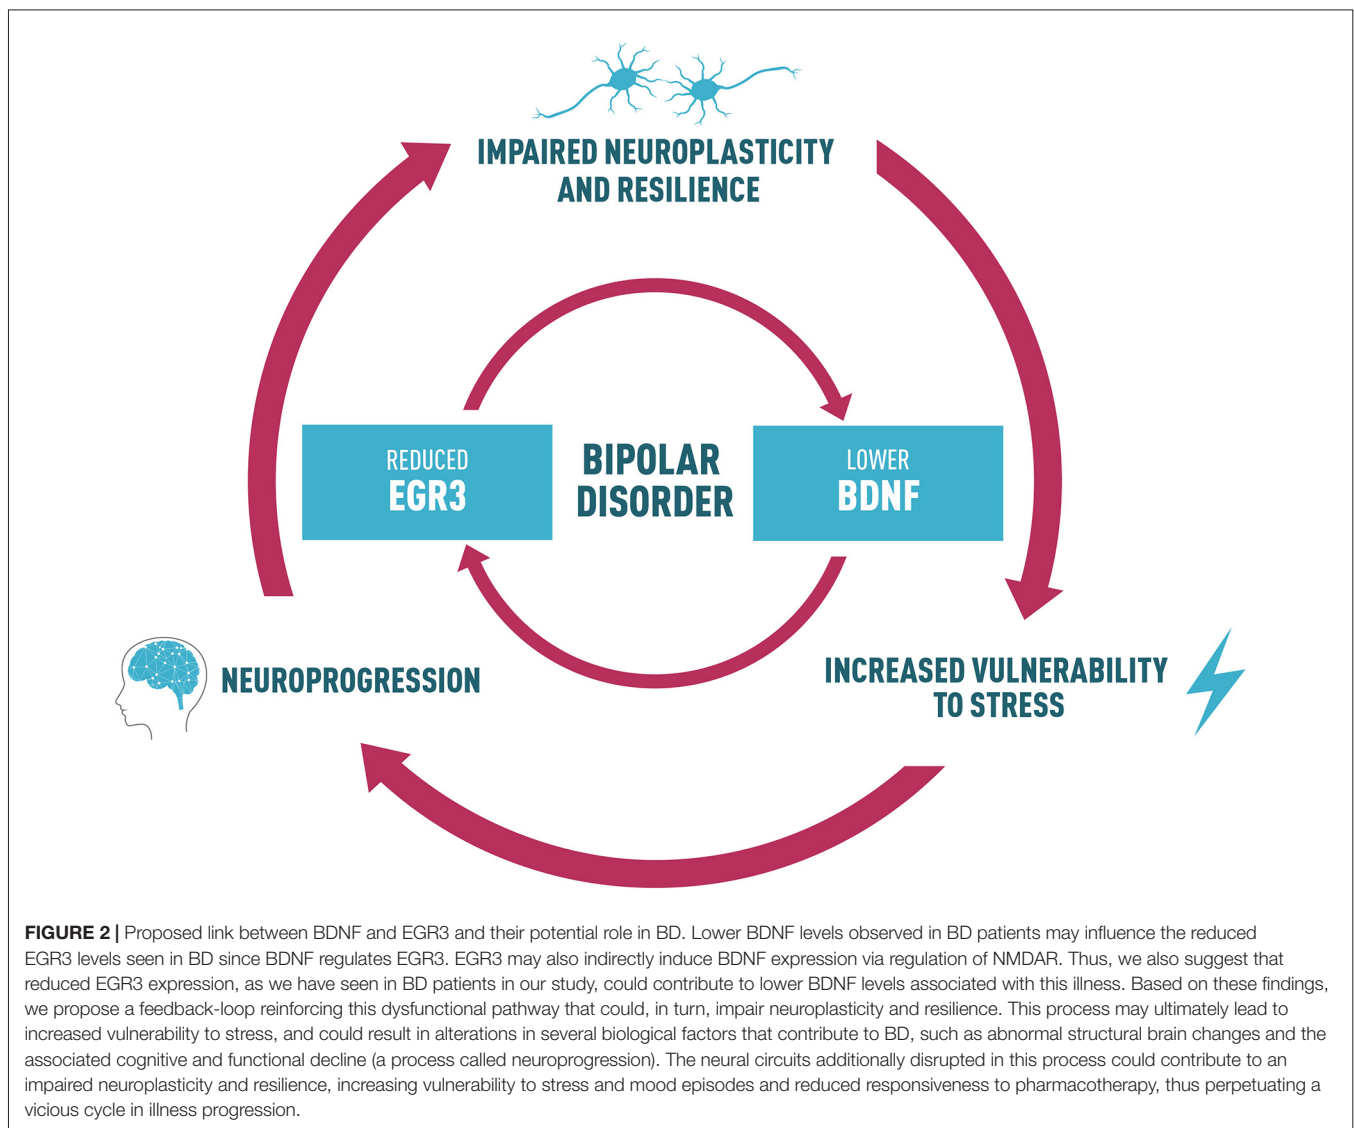 IMPAIRED NEUROPLASTICITY
AND RESILIENCE
REDUCED
EGR3
BIPOLAR
DISORDER
LOWER
BDNF
NEUROPROGRESSION
INCREASED VULNERABILITY
TO STRESS
FIGURE 2 | Proposed link between BDNF and EGR3 and their potential role in BD. Lower BDNF levels observed in BD patients may influence the reduced
EGR3 levels seen in BD since BDNF regulates EGR3. EGR3 may also indirectly induce BDNF expression via regulation of NMDAR. Thus, we also suggest that
reduced EGR3 expression, as we have seen in BD patients in our study, could contribute to lower BDNF levels associated with this illness. Based on these findings,
we propose a feedback-loop reinforcing this dysfunctional pathway that could, in turn, impair neuroplasticity and resilience. This process may ultimately lead to
increased vulnerability to stress, and could result in alterations in several biological factors that contribute to BD, such as abnormal structural brain changes and the
associated cognitive and functional decline (a process called neuroprogression). The neural circuits additionally disrupted in this process could contribute to an
impaired neuroplasticity and resilience, increasing vulnerability to stress and mood episodes and reduced responsiveness to pharmacotherapy, thus perpetuating a
vicious cycle in illness progression.